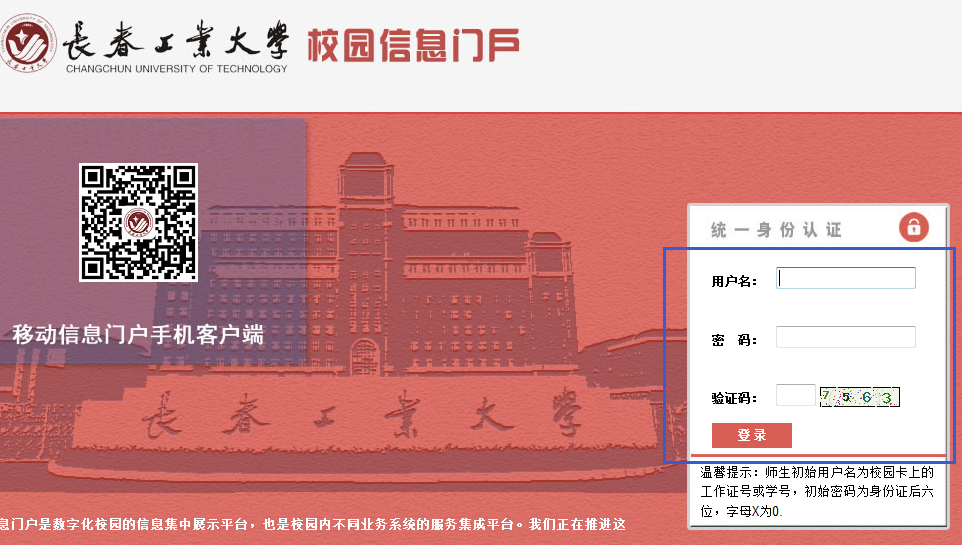 長春工業大學
CHANGCHUN UNIVERSITY OF TECHNOLOGY
校园信息门户
移动信息门户手机客户端
長春工業大學
息门户是数字化校园的信息集中展示平台，也是校园内不同业务系统的服务集成平台。我们正在推进这
统一身份认证
用户名：
密 码：
验证码： 7563
登录
温馨提示：师生初始用户名为校园卡上的
工作证号或学号，初始密码为身份证后六
位，字母X为0.